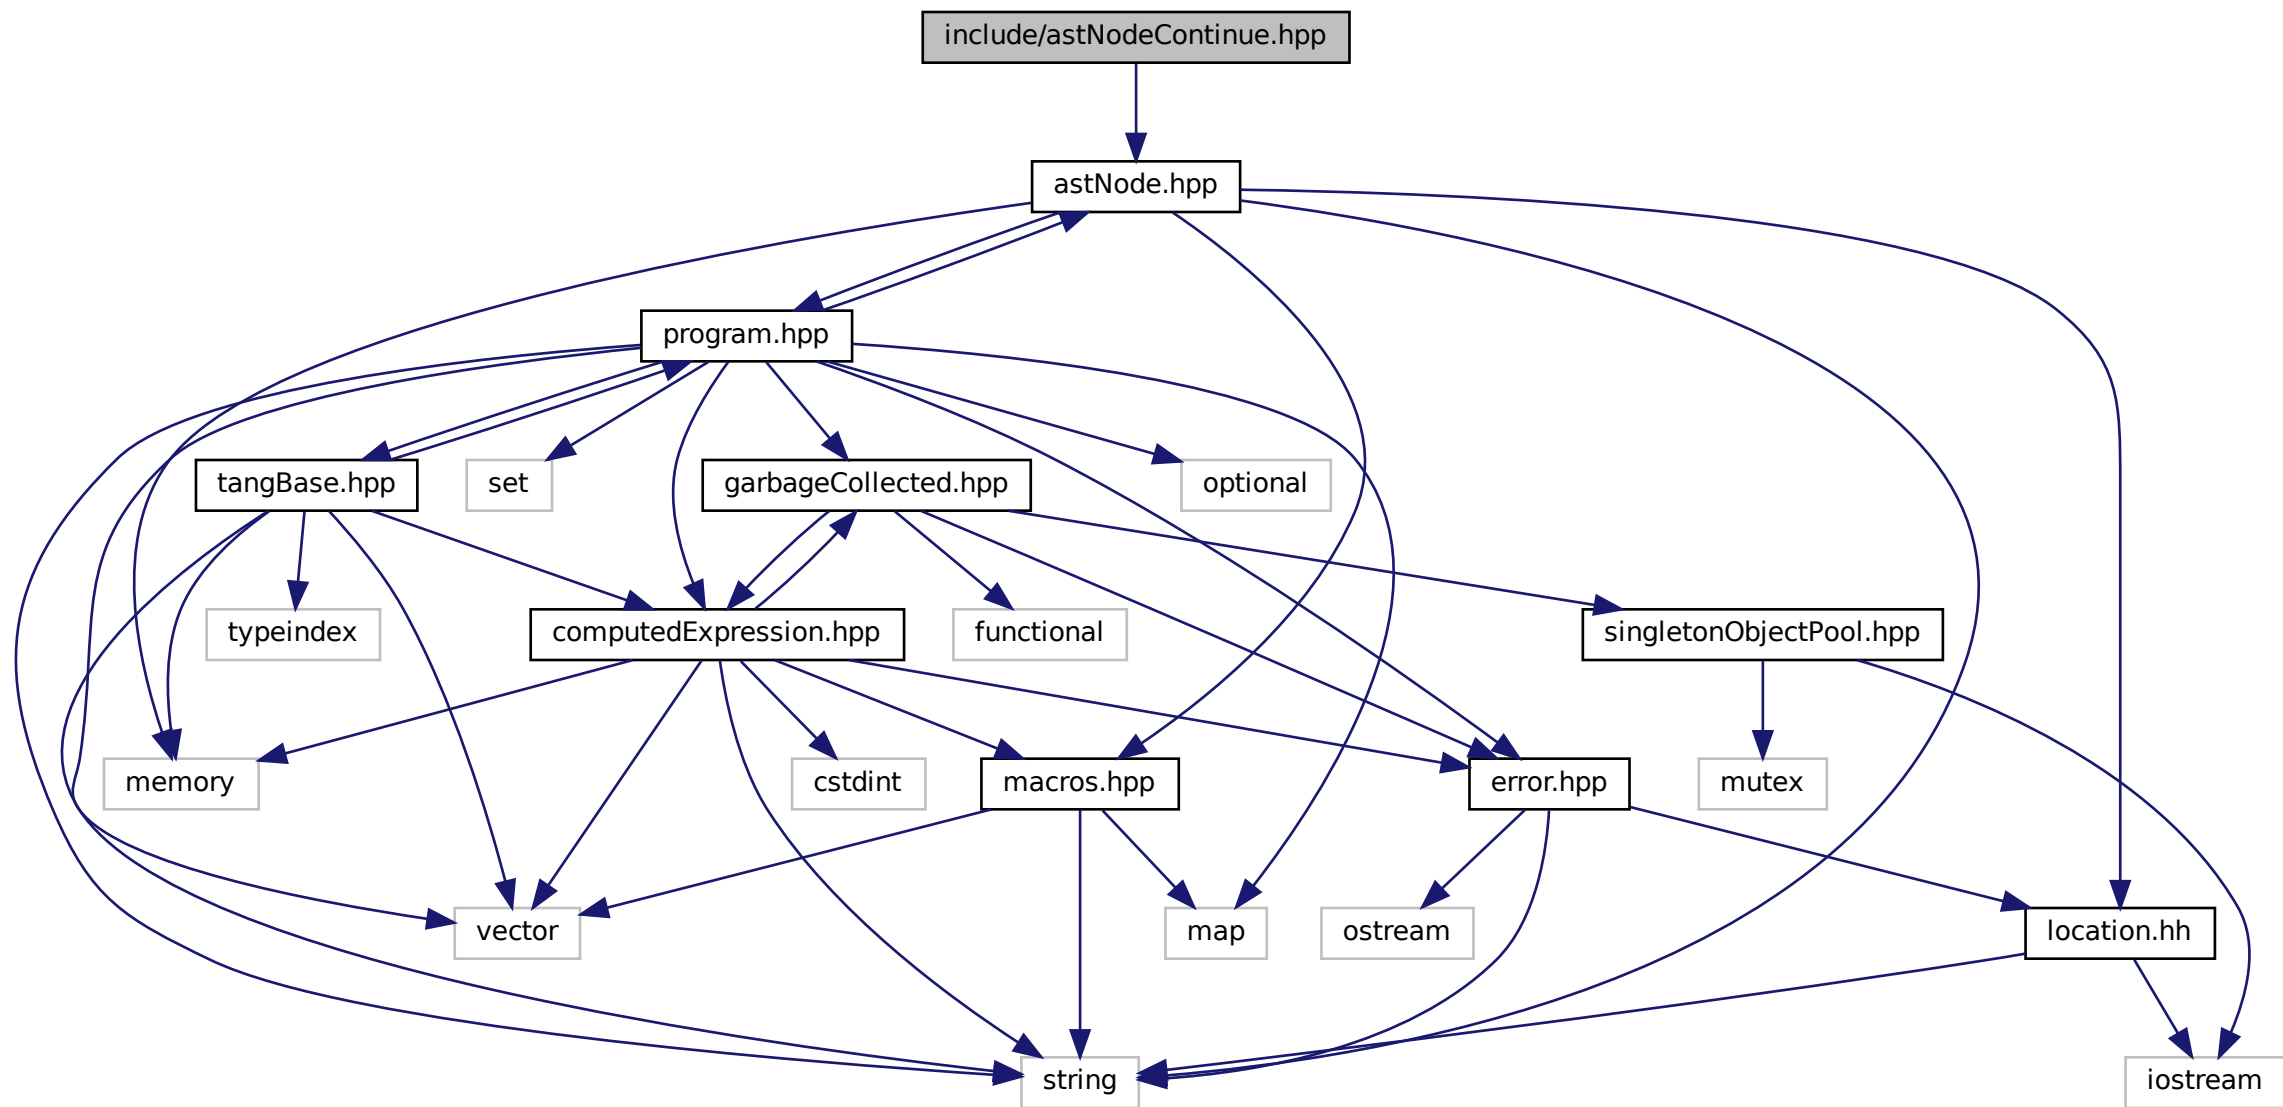 include/astNodeContinue.hpp
astNode.hpp
program.hpp
tangBase.hpp
set
garbageCollected.hpp
optional
typeindex
computedExpression.hpp
functional
singletonObjectPool.hpp
memory
cstdint
macros.hpp
error.hpp
mutex
vector
map
ostream
location.hh
string
iostream